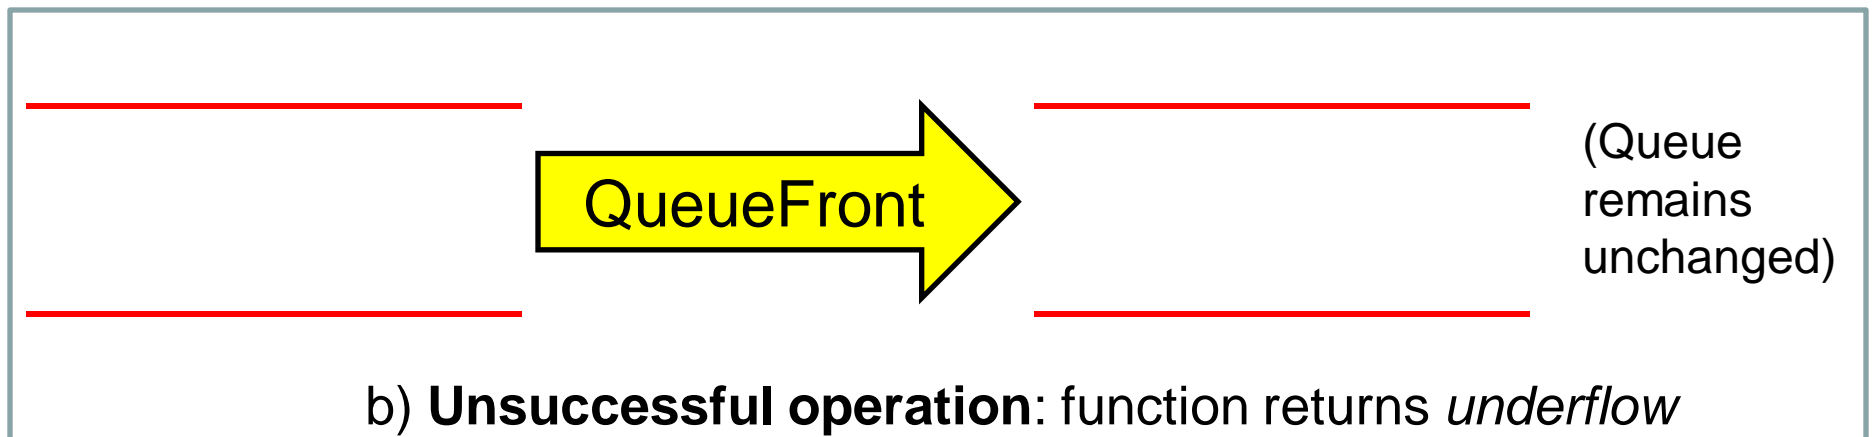 QueueFront
(Queue
remains
unchanged)
b) Unsuccessful operation: function returns underflow